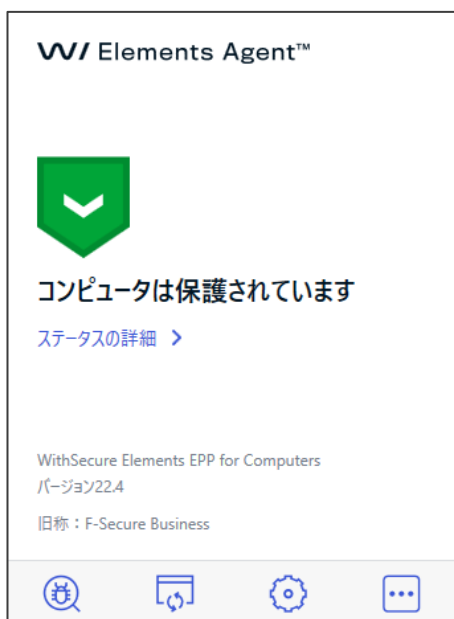 W/ Elements Agent™
コンピュータは保護されています
ステータスの詳細
WithSecure Elements EPP for Computers
バージョン22.4
旧称：F-Secure Business